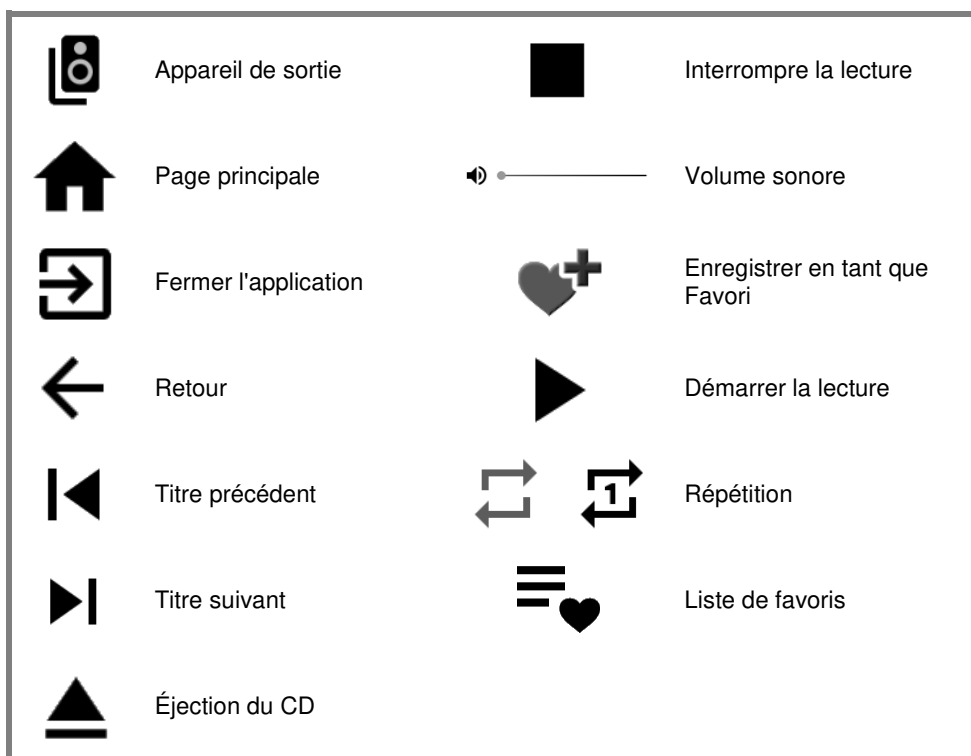 Appareil de sortie
Interrompre la lecture
Page principale
Volume sonore
Fermer l'application
Enregistrer en tant que
Favori
Retour
Démarrer la lecture
Titre précédent
1
Répétition
Titre suivant
Liste de favoris
Éjection du CD